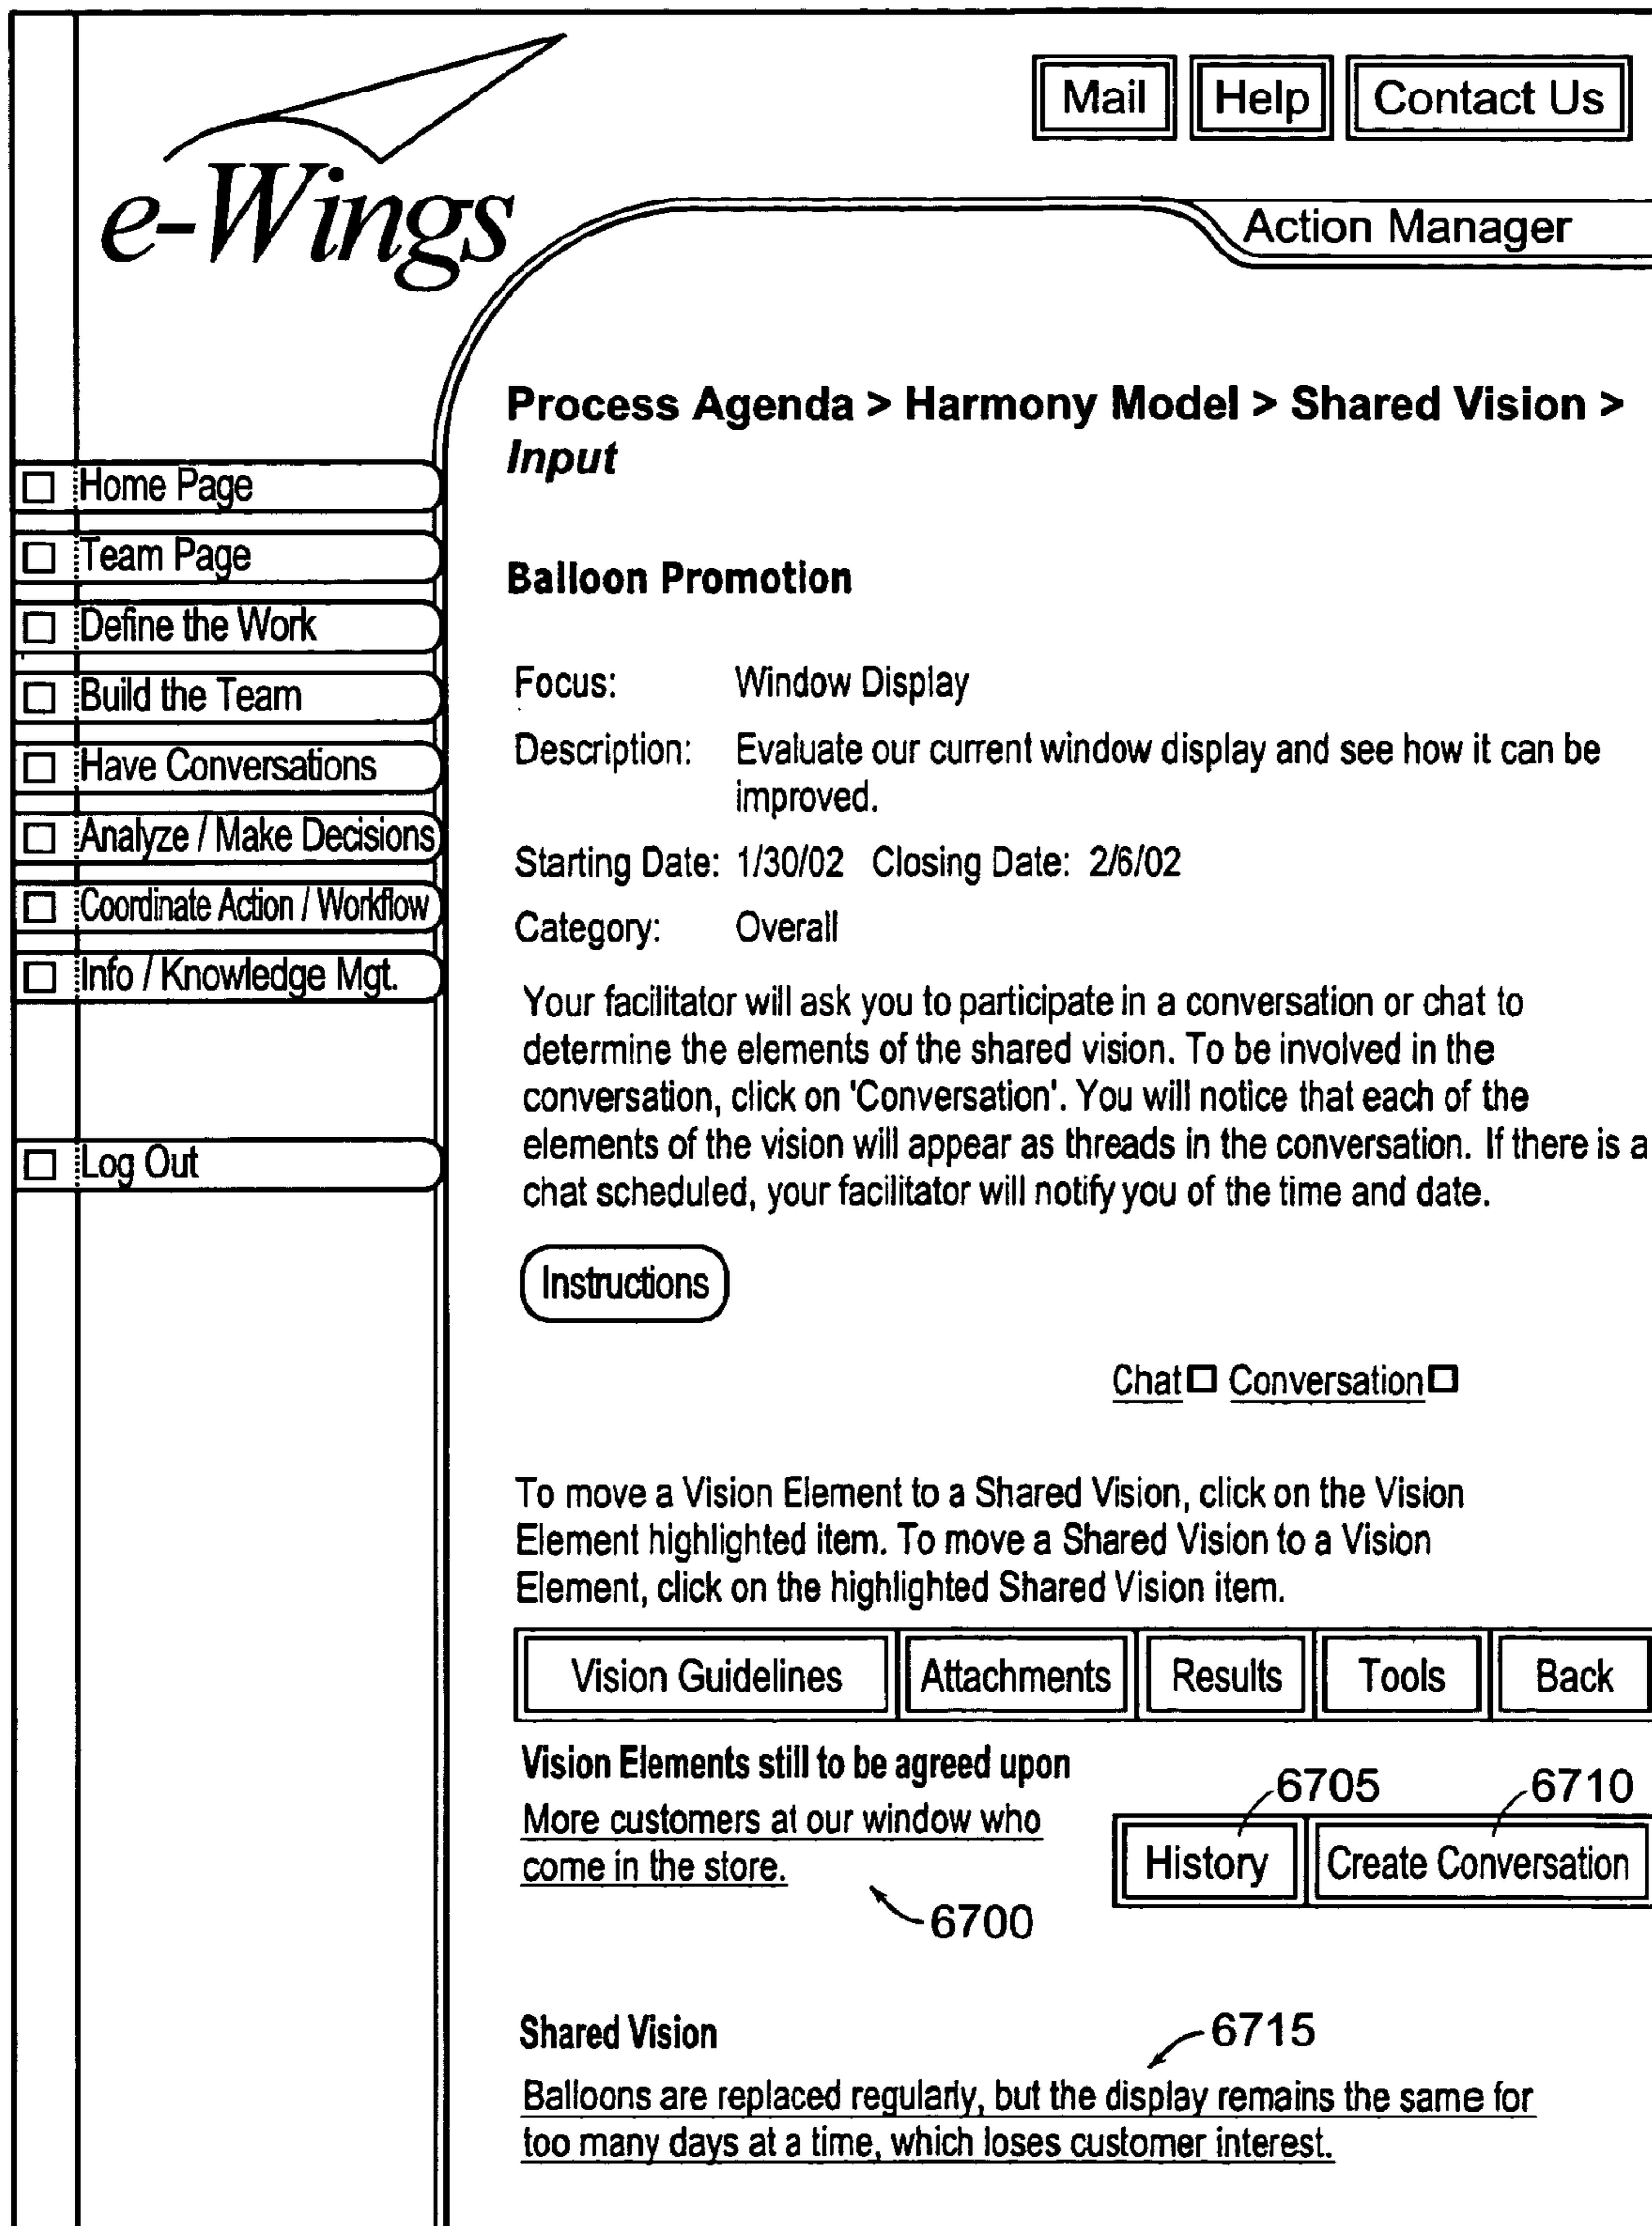 Mail Help Contact Us
e-Wings
Action Manager
Process Agenda > Harmony Model > Shared Vision >
Input
Home Page
Team Page
Define the Work
Build the Team
Have Conversations
Analyze / Make Decisions
Coordinate Action / Workflow
Info / Knowledge Mgt.
Log Out
Balloon Promotion
Focus: Window Display
Description: Evaluate our current window display and see how it can be
improved.
Starting Date: 1/30/02 Closing Date: 2/6/02
Category: Overall
Your facilitator will ask you to participate in a conversation or chat to
determine the elements of the shared vision. To be involved in the
conversation, click on 'Conversation'. You will notice that each of the
elements of the vision will appear as threads in the conversation. If there is a
chat scheduled, your facilitator will notify you of the time and date.
Instructions
Chat Conversation
To move a Vision Element to a Shared Vision, click on the Vision
Element highlighted item. To move a Shared Vision to a Vision
Element, click on the highlighted Shared Vision item.
Vision Guidelines Attachments Results Tools Back
Vision Elements still to be agreed upon
More customers at our window who
come in the store.
6700
6705 6710
History Create Conversation
Shared Vision
6715
Balloons are replaced regularly, but the display remains the same for
too many days at a time, which loses customer interest.